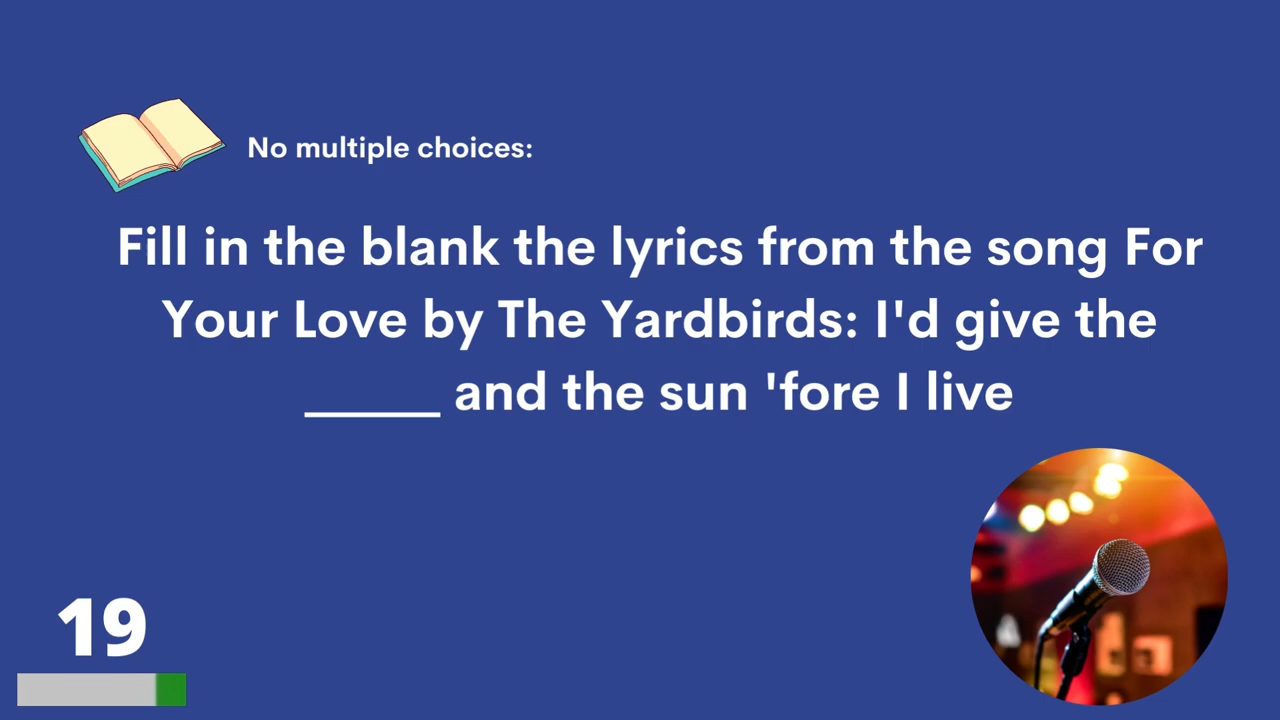 No multiple choices:
Fill in the blank the lyrics from the song For
Your Love by The Yardbirds: I'd give the
_____ and the sun 'fore I live
19